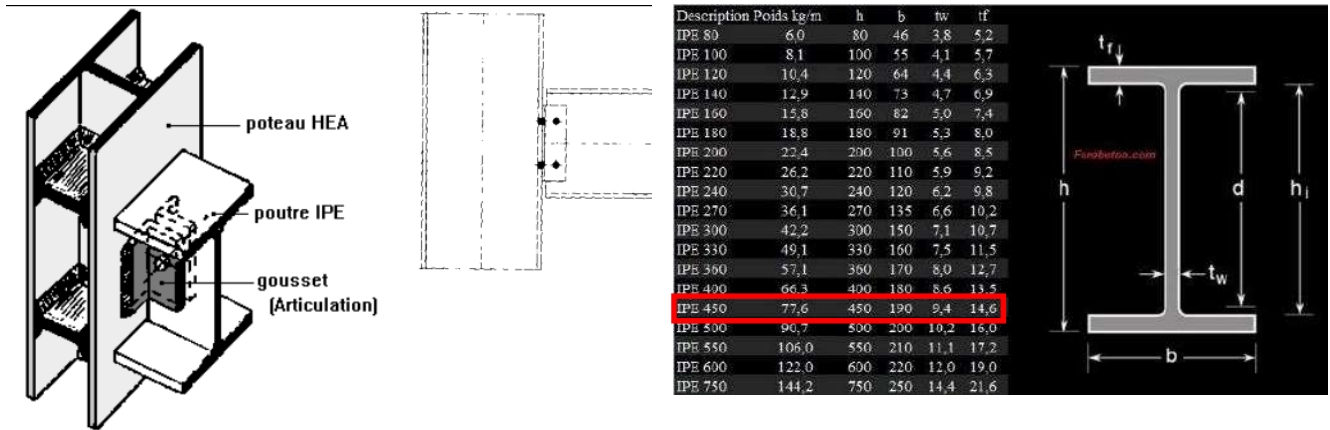 poteau HEA
poutre IPE
gousset
(Articulation)
Description Poids kg/m h b tw tf
IPE 80 6,0 80 46 3,8 5,2
IPE 100 8,1 100 55 4,1 5,7
IPE 120 10,4 120 64 4,4 6,3
IPE 140 12,9 140 73 4,7 6,9
IPE 160 15,8 160 82 5,0 7,4
IPE 180 18,8 180 91 5,3 8,0
IPE 200 22,4 200 100 5,6 8,5
IPE 220 26,2 220 110 5,9 9,2
IPE 240 30,7 240 120 6,2 9,8
IPE 270 36,1 270 135 6,6 10,2
IPE 300 42,2 300 150 7,1 10,7
IPE 330 49,1 330 160 7,5 11,5
IPE 360 57,1 360 170 8,0 12,7
IPE 400 66,3 400 180 8,6 13,5
IPE 450 77,6 450 190 9,4 14,6
IPE 500 90,7 500 200 10,2 16,0
IPE 550 106,0 550 210 11,1 17,2
IPE 600 122,0 600 220 12,0 19,0
IPE 750 144,2 750 250 14,4 21,6
tf
h
d
hi
tw
b